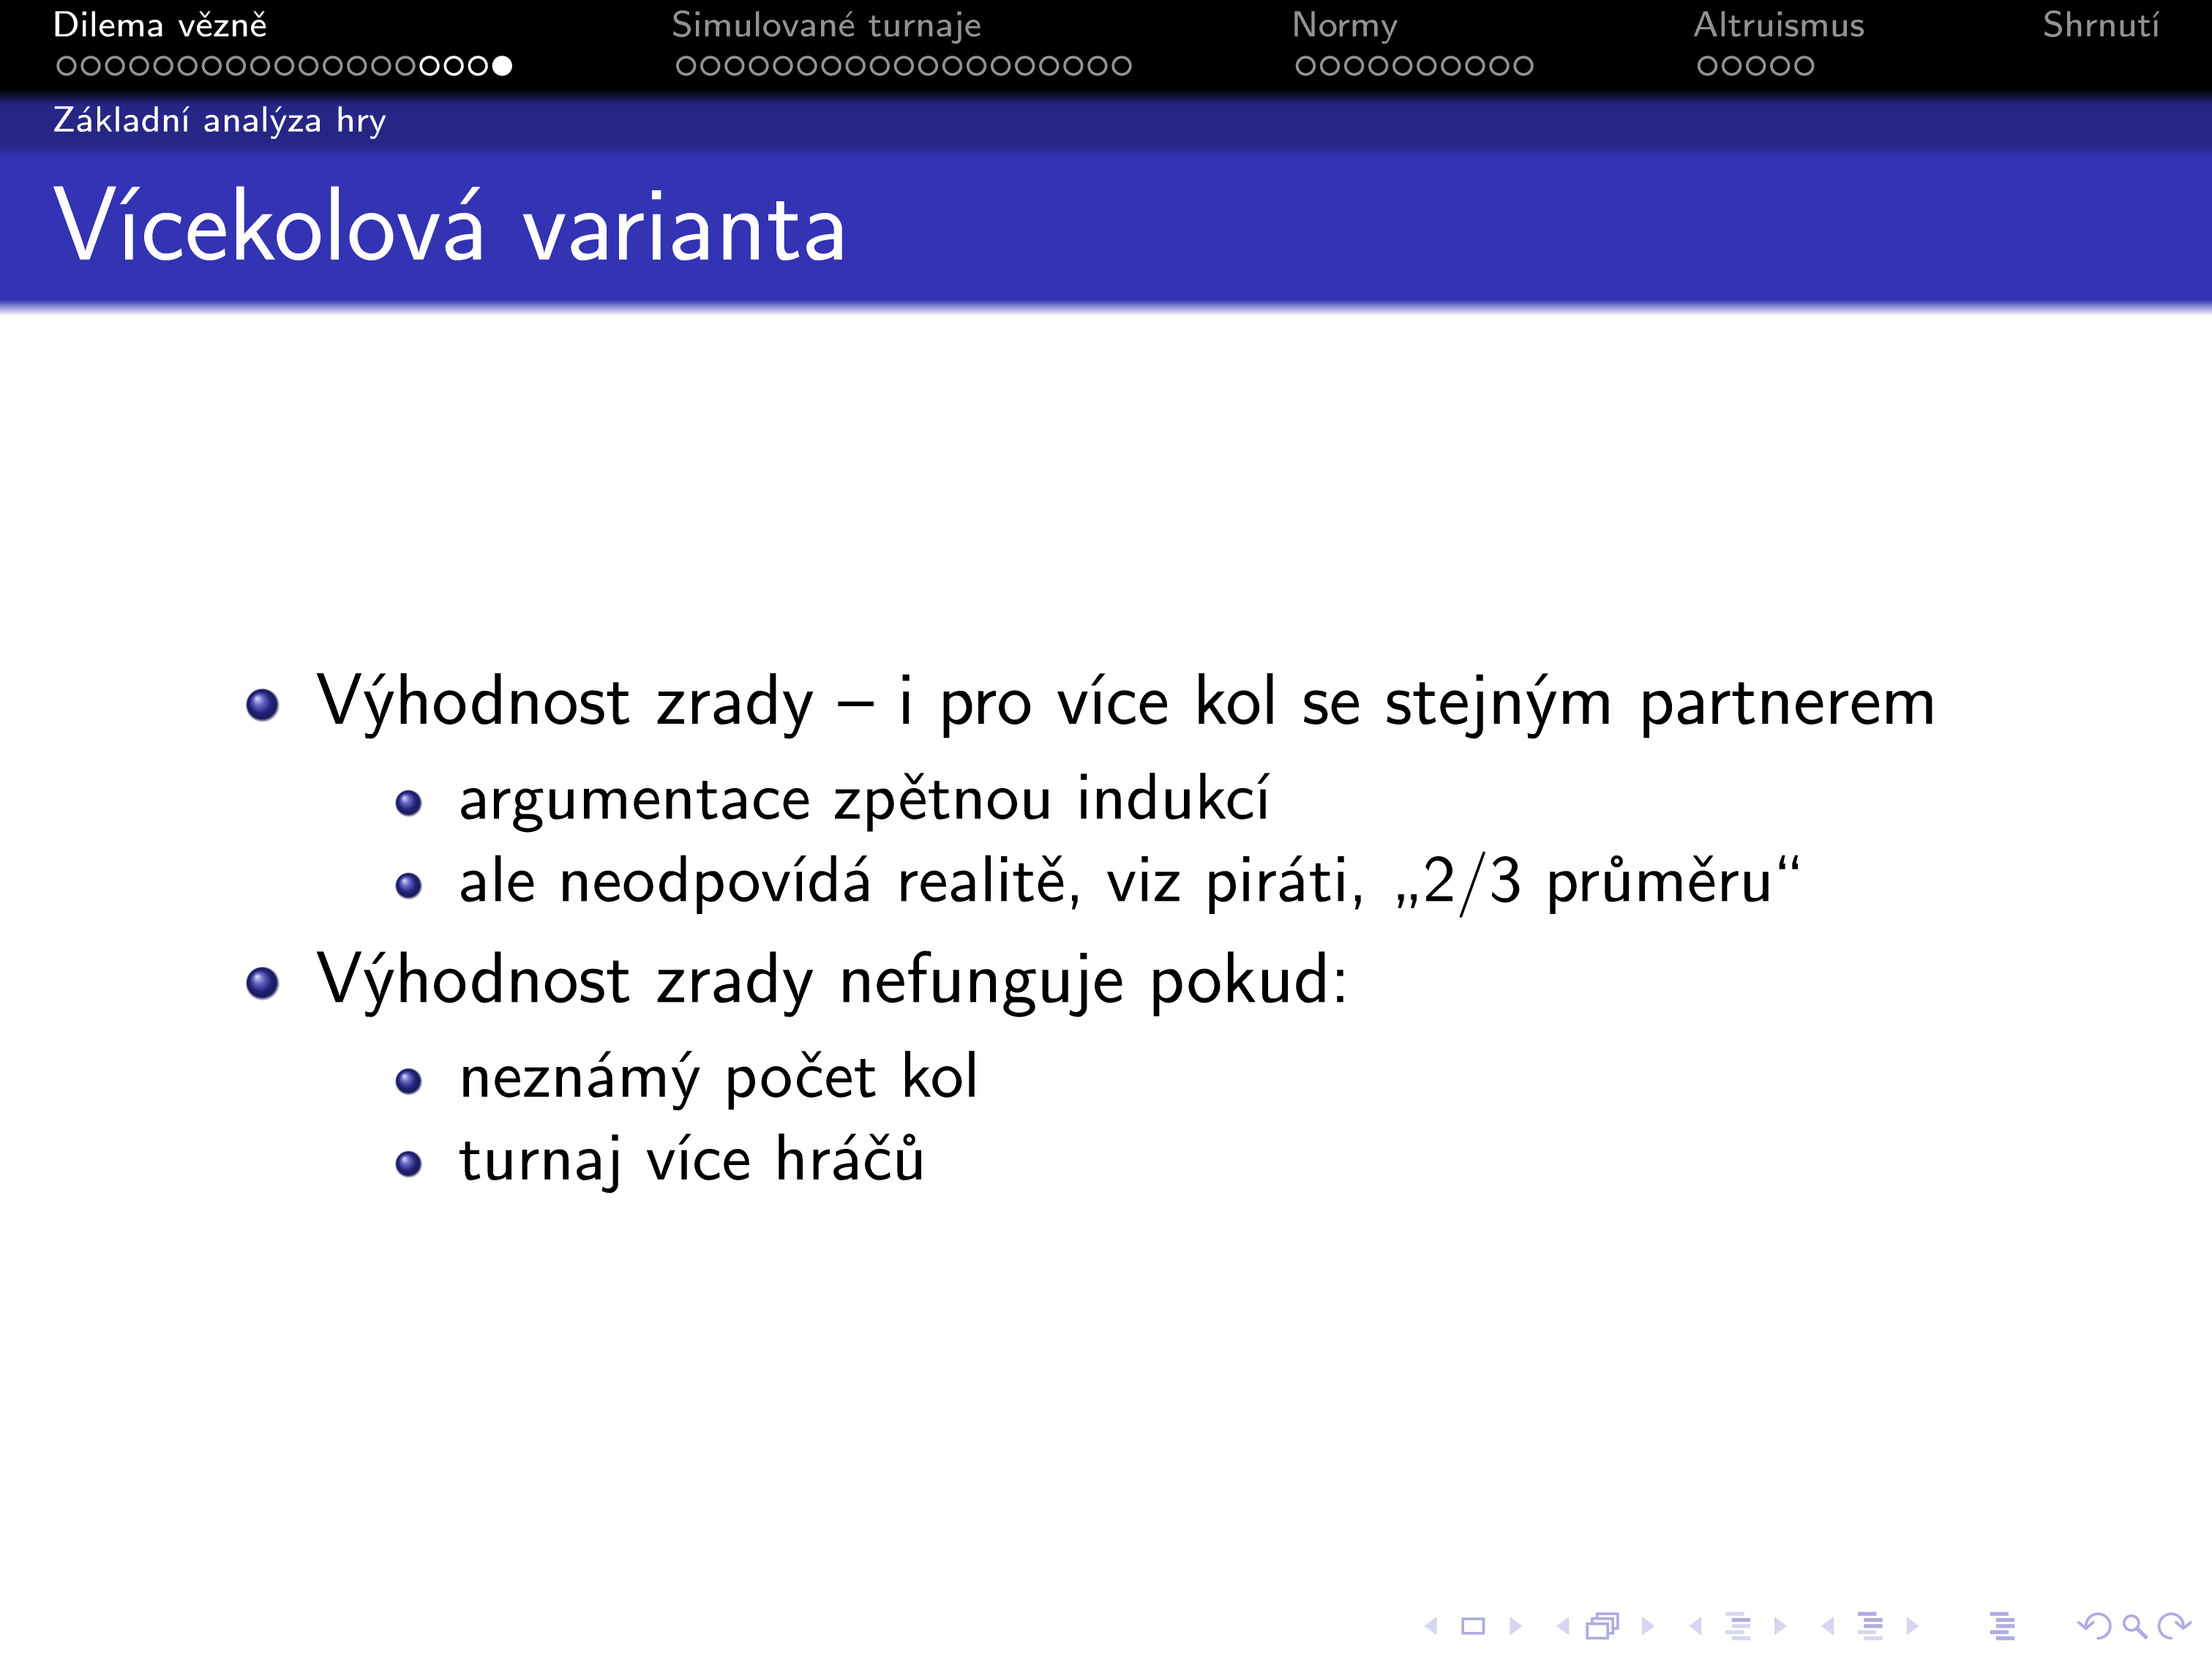 Dilema vězně Simulované turnaje Normy Altruismus Shrnutí
Základní analýza hry
Vícekolová varianta
Výhodnost zrady – i pro více kol se stejným partnerem
argumentace zpětnou indukcí
ale neodpovídá realitě, viz piráti, „2/3 průměru“
Výhodnost zrady nefunguje pokud:
neznámý počet kol
turnaj více hráčů